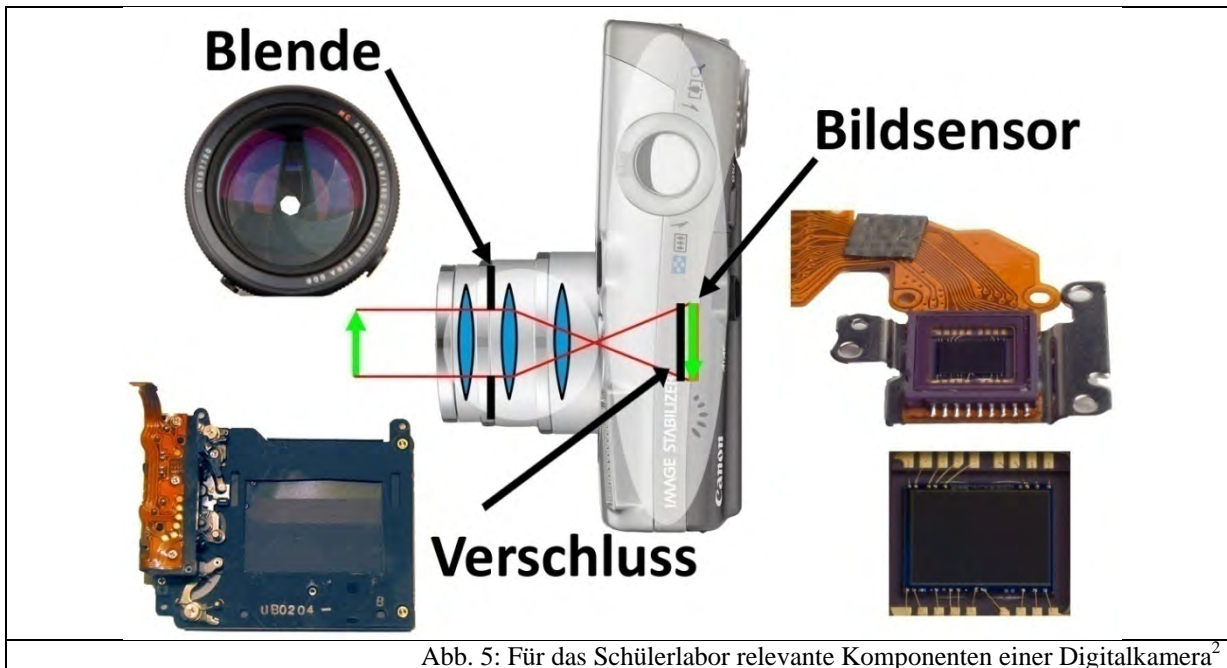 Blende
Bildsensor
IMAGE STABILIZER
Canon
UB0204
Verschluss
Abb. 5: Für das Schülerlabor relevante Komponenten einer Digitalkamera²